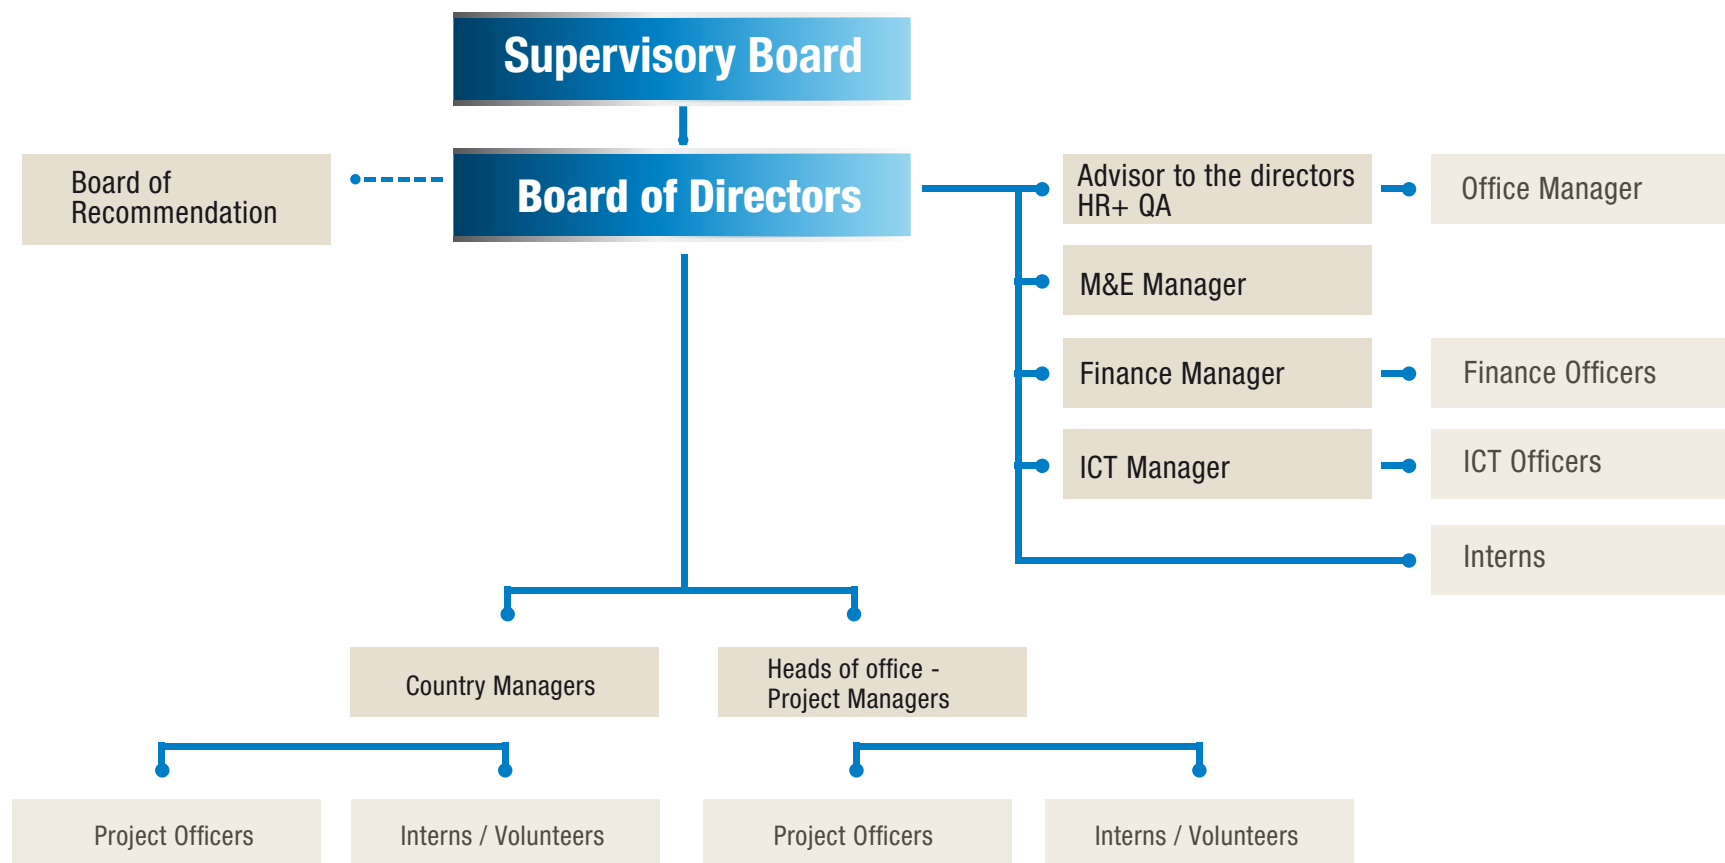 Supervisory Board
Board of
Recommendation
Board of Directors
Advisor to the directors
HR+ QA
Office Manager
M&E Manager
Finance Manager
Finance Officers
ICT Manager
ICT Officers
Interns
Country Managers
Heads of office -
Project Managers
Project Officers
Interns / Volunteers
Project Officers
Interns / Volunteers